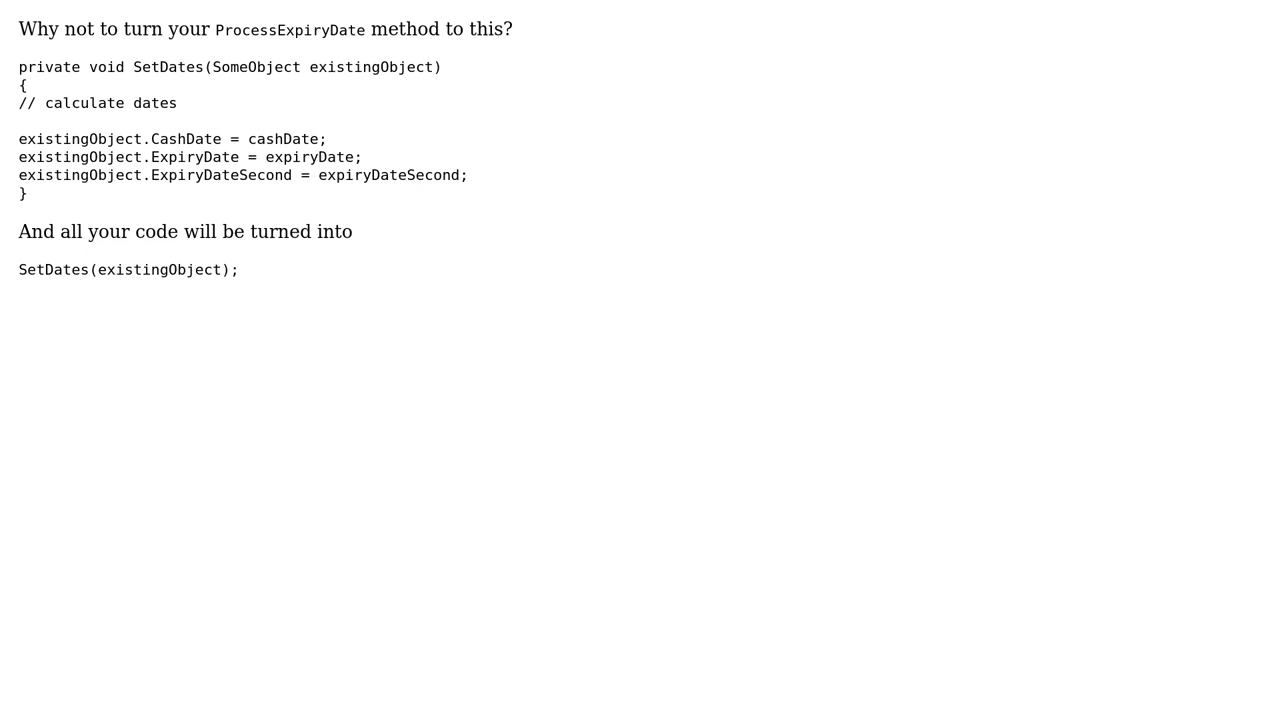 Why not to turn your ProcessExpiryDate method to this?
private void SetDates(SomeObject existingObject)
{
// calculate dates
existingObject.CashDate = cashDate;
existingObject.ExpiryDate = expiryDate;
existingObject.ExpiryDateSecond = expiryDateSecond;
}
And all your code will be turned into
SetDates(existingObject);